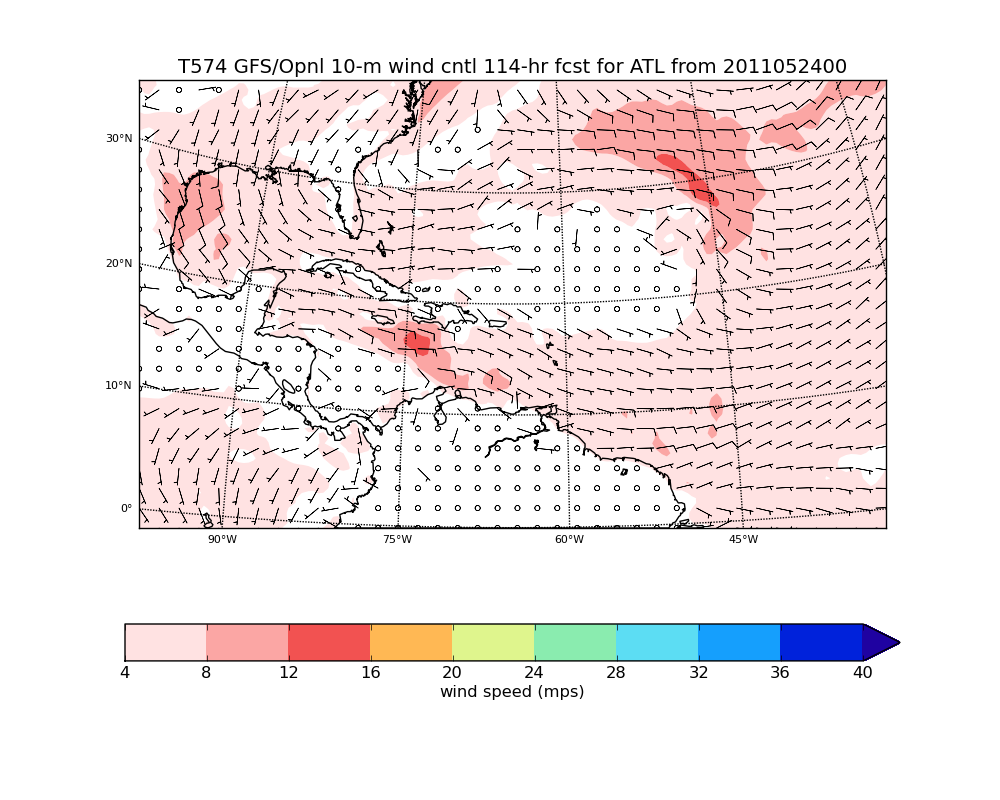 T574 GFS/Opnl 10-m wind cntl 114-hr fcst for ATL from 2011052400
30°N
20°N
10°N
0°
90°W 75°W 60°W 45°W
4 8 12 16 20 24 28 32 36 40
wind speed (mps)